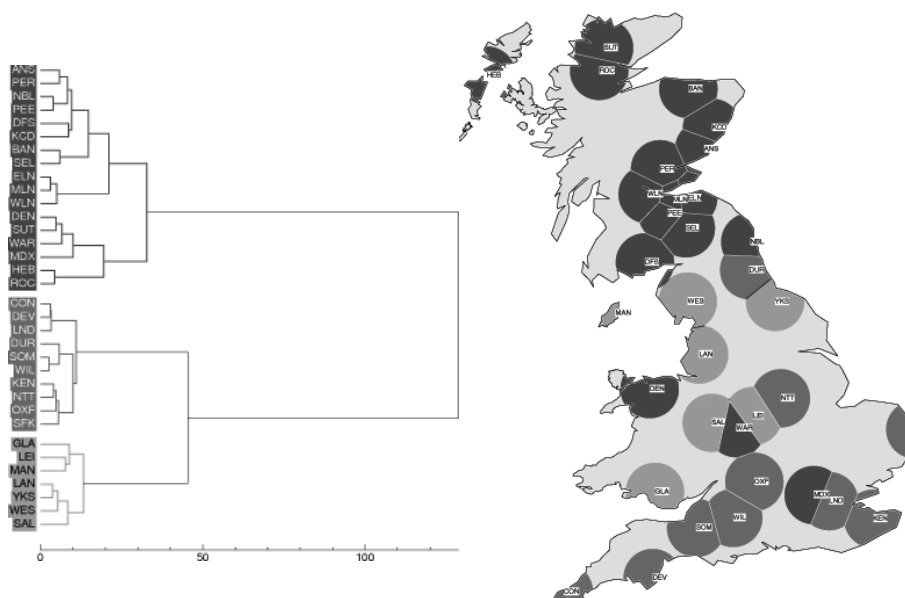 ANS
PER
NBL
PEE
DFS
KCD
BAN
SEL
ELN
MLN
WLN
DEN
SUT
WAR
MDX
HEB
ROC
CON
DEV
LND
DUR
SOM
WIL
KEN
NTT
OXF
SFK
GLA
LEI
MAN
LAN
YKS
WES
SAL
0 50 100
SUT
HEB
ROC
BAN
KCD
ANS
PER
WLN
MLN
ELN
PEE
SEL
NBL
DFS
DUR
WES
YKS
MAN
LAN
DEN
NTT
LEI
SAL
WAR
OXF
GLA
MDX
LND
WIL
KEN
SOM
DEV
CON